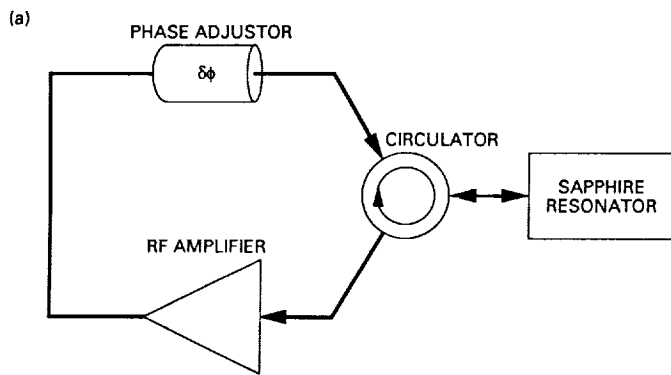 (a)
PHASE ADJUSTOR
δϕ
CIRCULATOR
SAPPHIRE
RESONATOR
RF AMPLIFIER